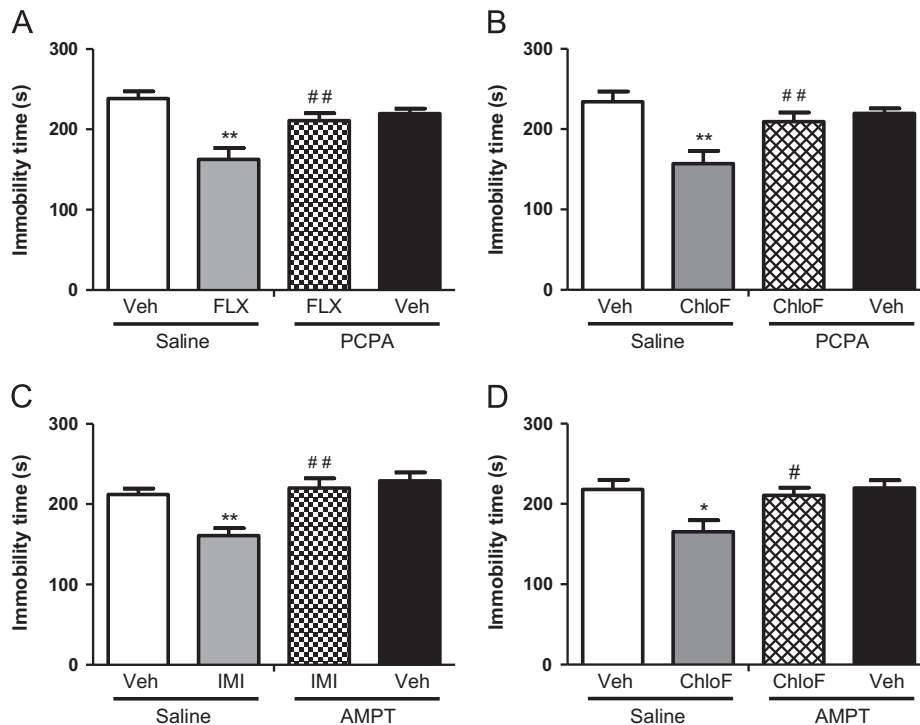 A
Immobility time (s)
300
200
100
0
**
# #
Veh FLX FLX Veh
Saline PCPA
B
Immobility time (s)
300
200
100
0
**
# #
Veh ChloF ChloF Veh
Saline PCPA
C
Immobility time (s)
300
200
100
0
**
# #
Veh IMI IMI Veh
Saline AMPT
D
Immobility time (s)
300
200
100
0
*
#
Veh ChloF ChloF Veh
Saline AMPT